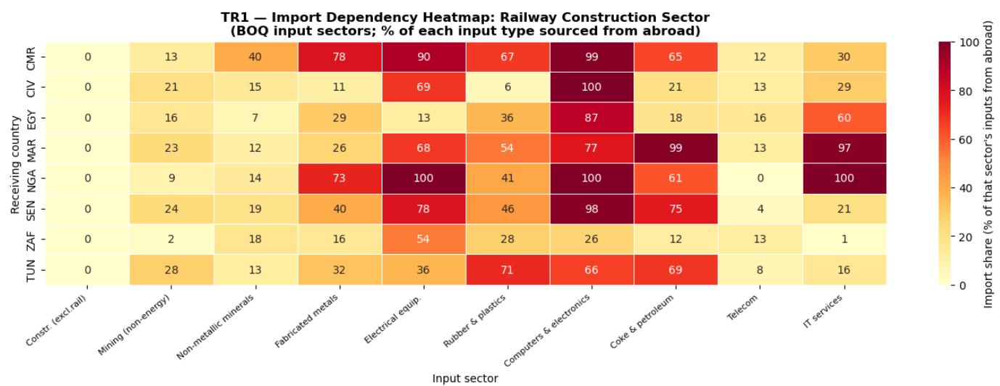 TR1 — Import Dependency Heatmap: Railway Construction Sector
(BOQ input sectors; % of each input type sourced from abroad)
Receiving country
CMR 0 13 40 78 90 67 99 65 12 30
CIV 0 21 15 11 69 6 100 21 13 29
EGY 0 16 7 29 13 36 87 18 16 60
MAR 0 23 12 26 68 54 77 99 13 97
NGA 0 9 14 73 100 41 100 61 0 100
SEN 0 24 19 40 78 46 98 75 4 21
ZAF 0 2 18 16 54 28 26 12 13 1
TUN 0 28 13 32 36 71 66 69 8 16
Constr. (excl.rail)
Mining (non-energy)
Non-metallic minerals
Fabricated metals
Electrical equip.
Rubber & plastics
Computers & electronics
Coke & petroleum
Telecom
IT services
Input sector
100
80
60
40
20
0
Import share (% of that sector's inputs from abroad)